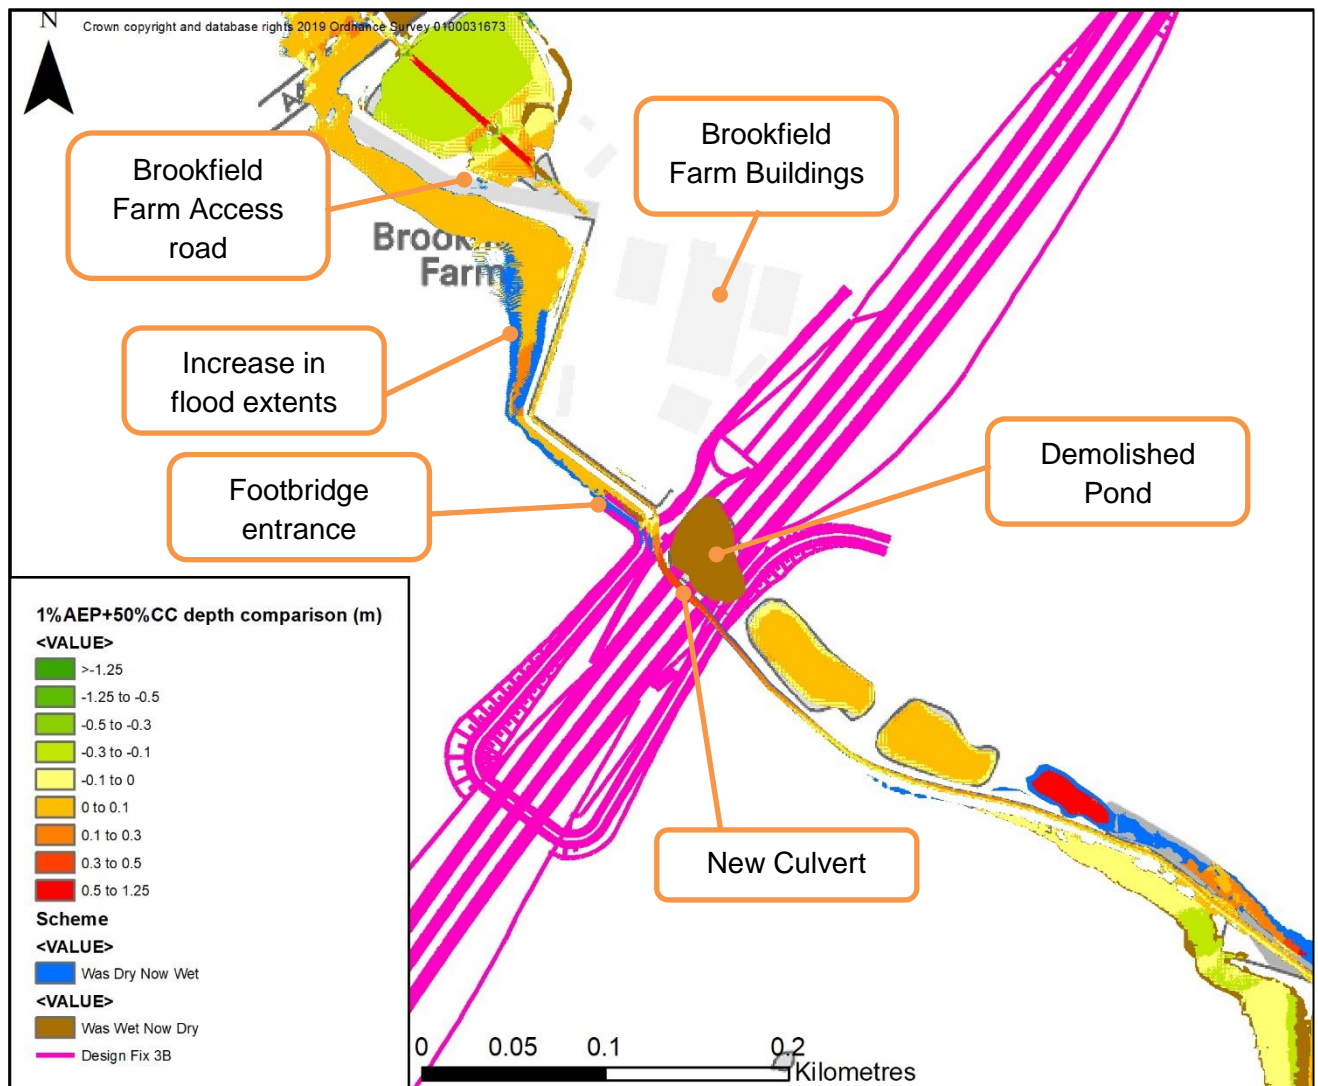 N
Crown copyright and database rights 2019 Ordnance Survey 0100031673
Brookfield
Farm Access
road
Brookfield
Farm Buildings
Farm
Increase in
flood extents
Footbridge
entrance
Demolished
Pond
New Culvert
1%AEP+50%CC depth comparison (m)
<VALUE>
>-1.25
-1.25 to -0.5
-0.5 to -0.3
-0.3 to -0.1
-0.1 to 0
0 to 0.1
0.1 to 0.3
0.3 to 0.5
0.5 to 1.25
Scheme
<VALUE>
Was Dry Now Wet
<VALUE>
Was Wet Now Dry
Design Fix 3B
0 0.05 0.1 0.2
Kilometres